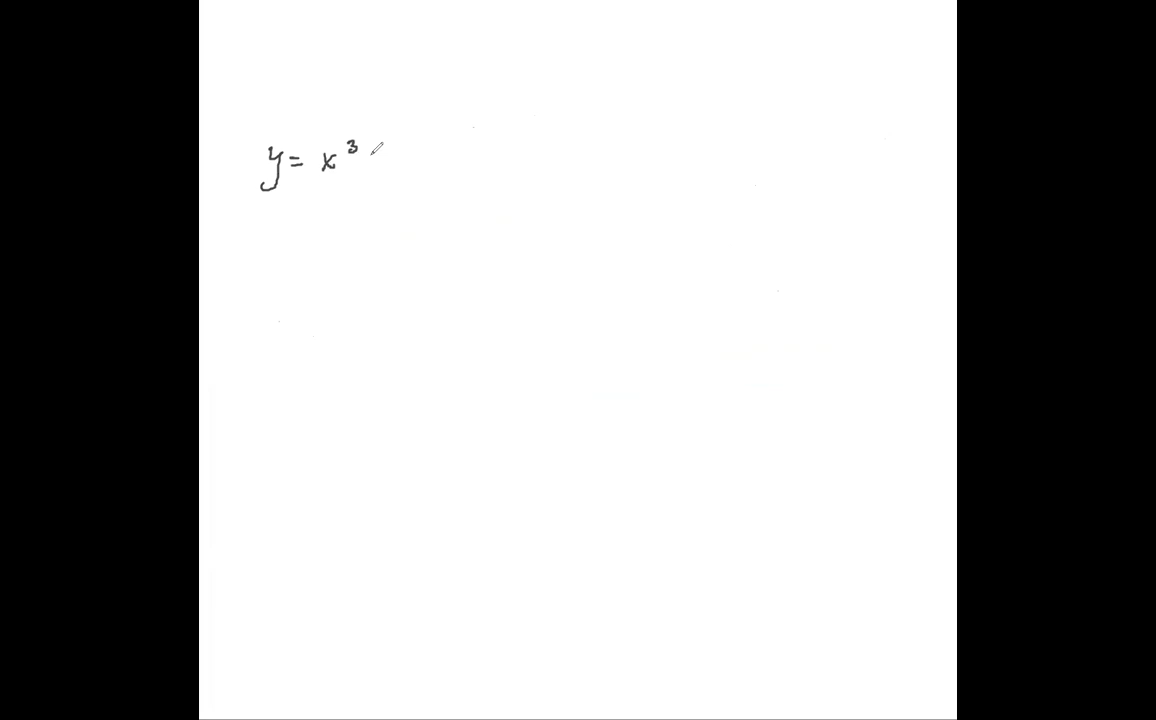 y = x³